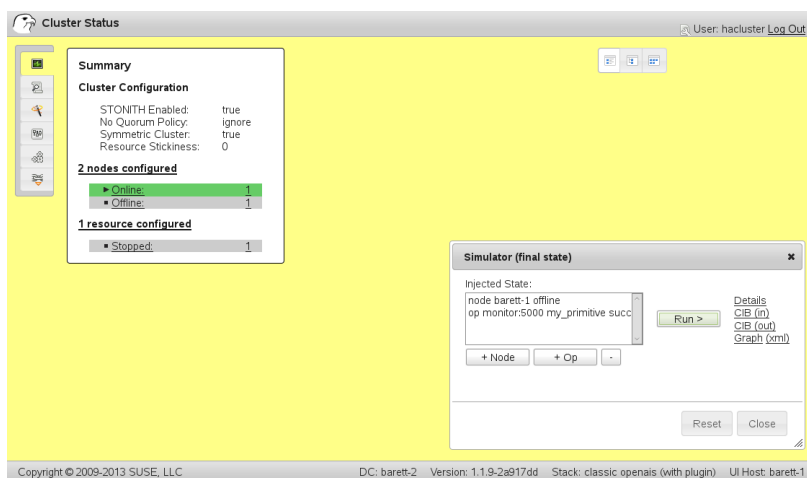 Cluster Status
User: hacluster Log Out
Summary
Cluster Configuration
STONITH Enabled: true
No Quorum Policy: ignore
Symmetric Cluster: true
Resource Stickiness: 0
2 nodes configured
Online: 1
Offline: 1
1 resource configured
Stopped: 1
Simulator (final state)
Injected State:
node barett-1 offline
op monitor:5000 my_primitive succ
Run >
Details
CIB (in)
CIB (out)
Graph (xml)
+ Node + Op -
Reset Close
Copyright © 2009-2013 SUSE, LLC DC: barett-2 Version: 1.1.9-2a917dd Stack: classic openais (with plugin) UI Host: barett-1